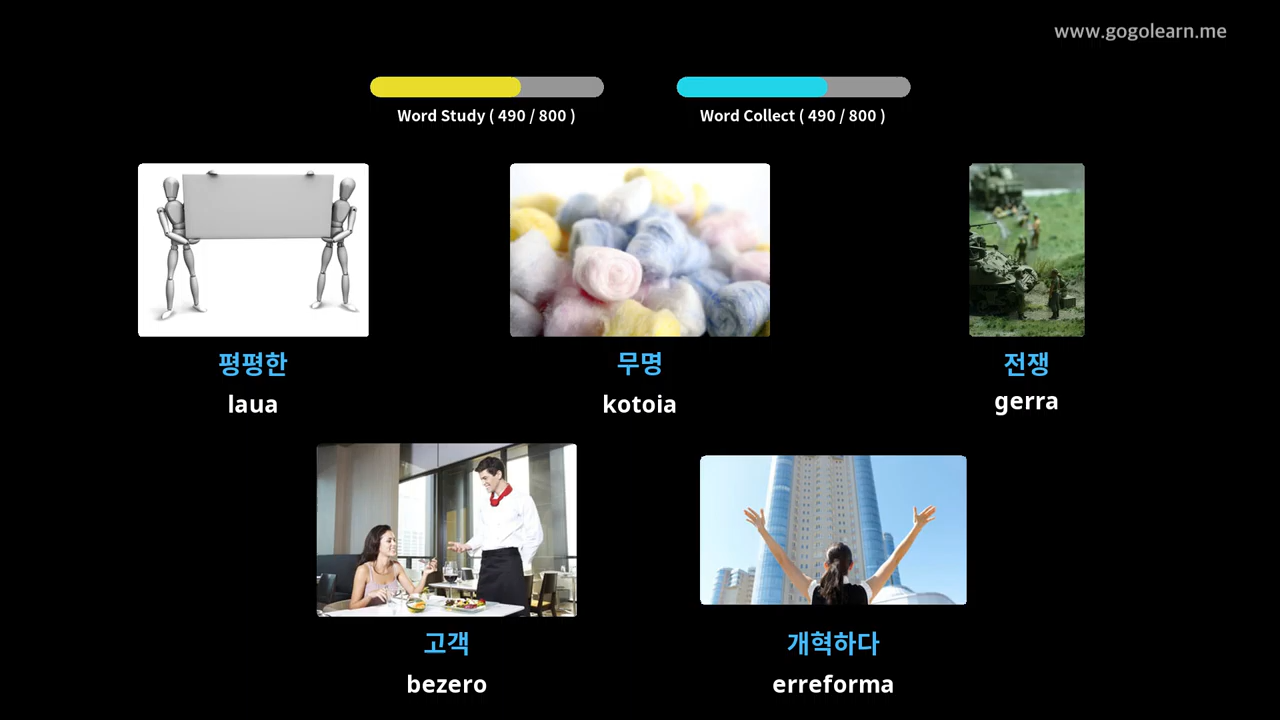 www.gogolearn.me
Word Study ( 490 / 800 )
Word Collect ( 490 / 800 )
평평한
무명
전쟁
laua
kotoia
gerra
고객
개혁하다
bezero
erreforma